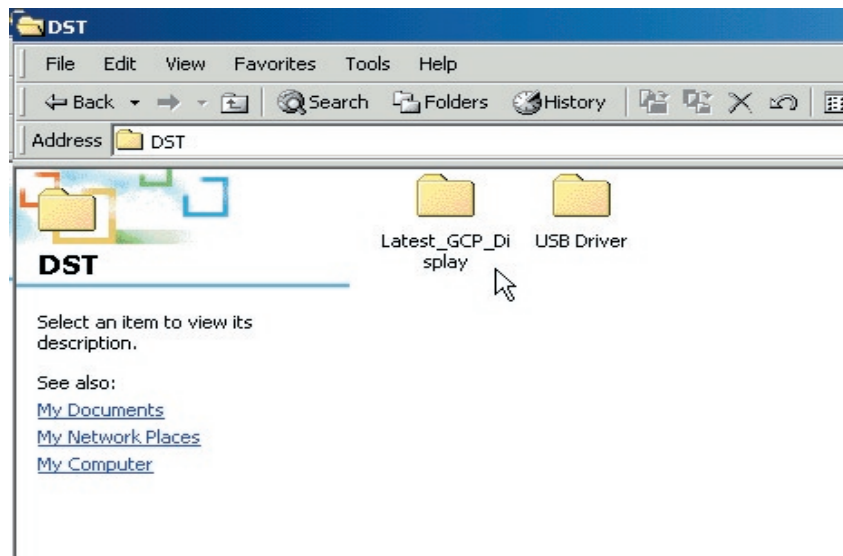 DST
File Edit View Favorites Tools Help
Back Search Folders History
Address DST
Latest_GCP_Di
splay
USB Driver
DST
Select an item to view its
description.
See also:
My Documents
My Network Places
My Computer